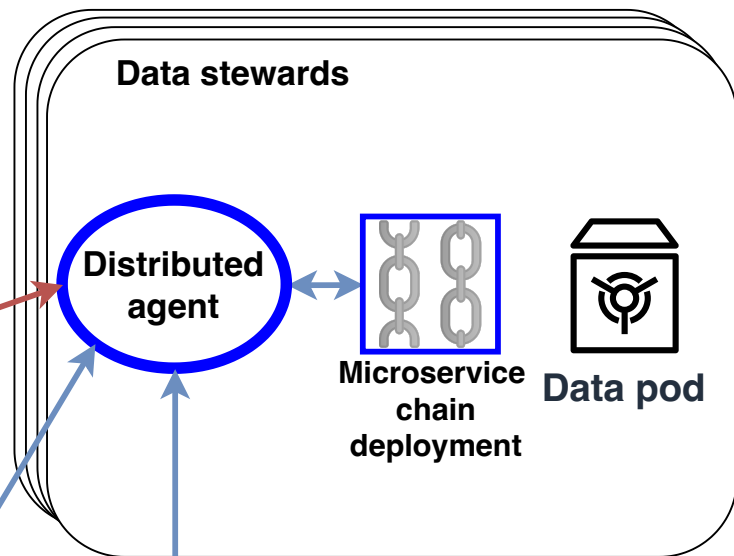 Data stewards
Distributed
agent
Microservice
chain
deployment
Data pod